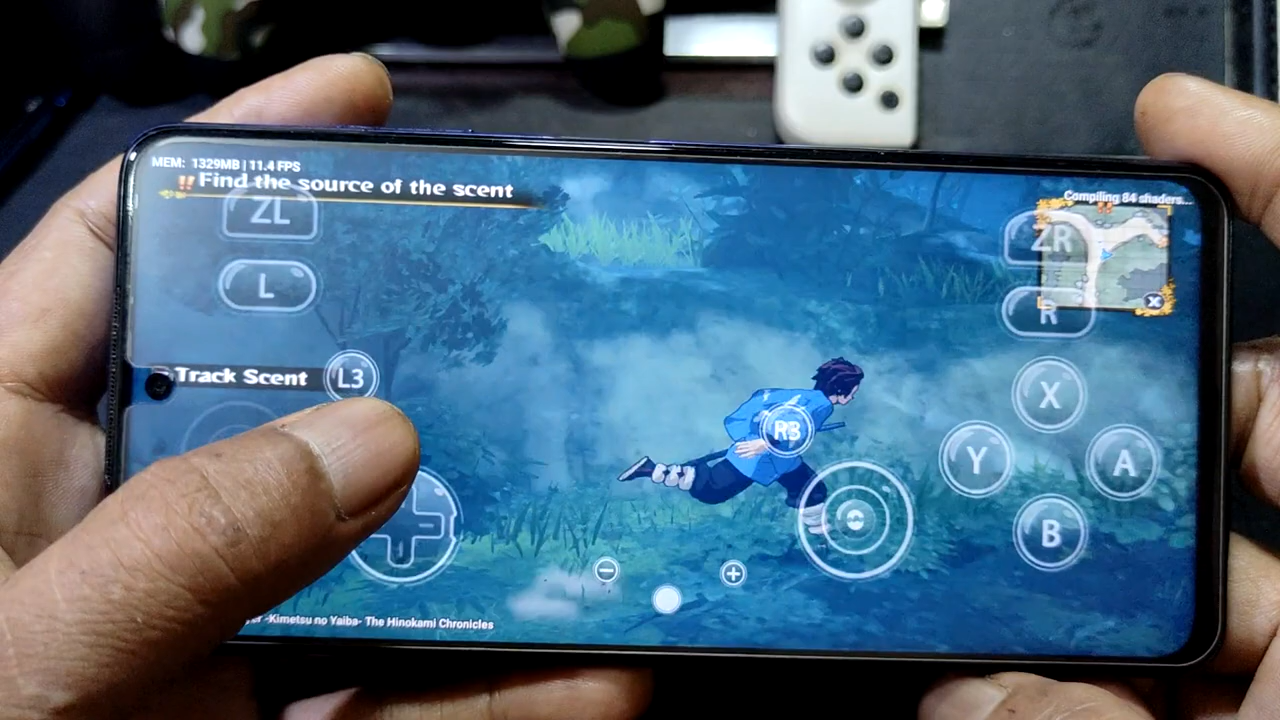 MEM: 1329MB | 11.4 FPS
Find the source of the scent
Compiling 84 shaders...
ZL
ZR
L
R
Track Scent
L3
R3
X
Y
A
B
-Kimetsu no Yaiba- The Hinokami Chronicles